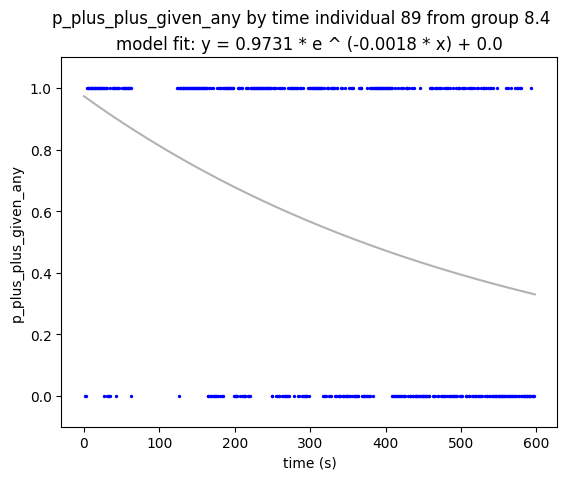 p_plus_plus_given_any by time individual 89 from group 8.4
model fit: y = 0.9731 * e ^ (-0.0018 * x) + 0.0
1.0
0.8
0.6
0.4
0.2
0.0
p_plus_plus_given_any
0 100 200 300 400 500 600
time (s)